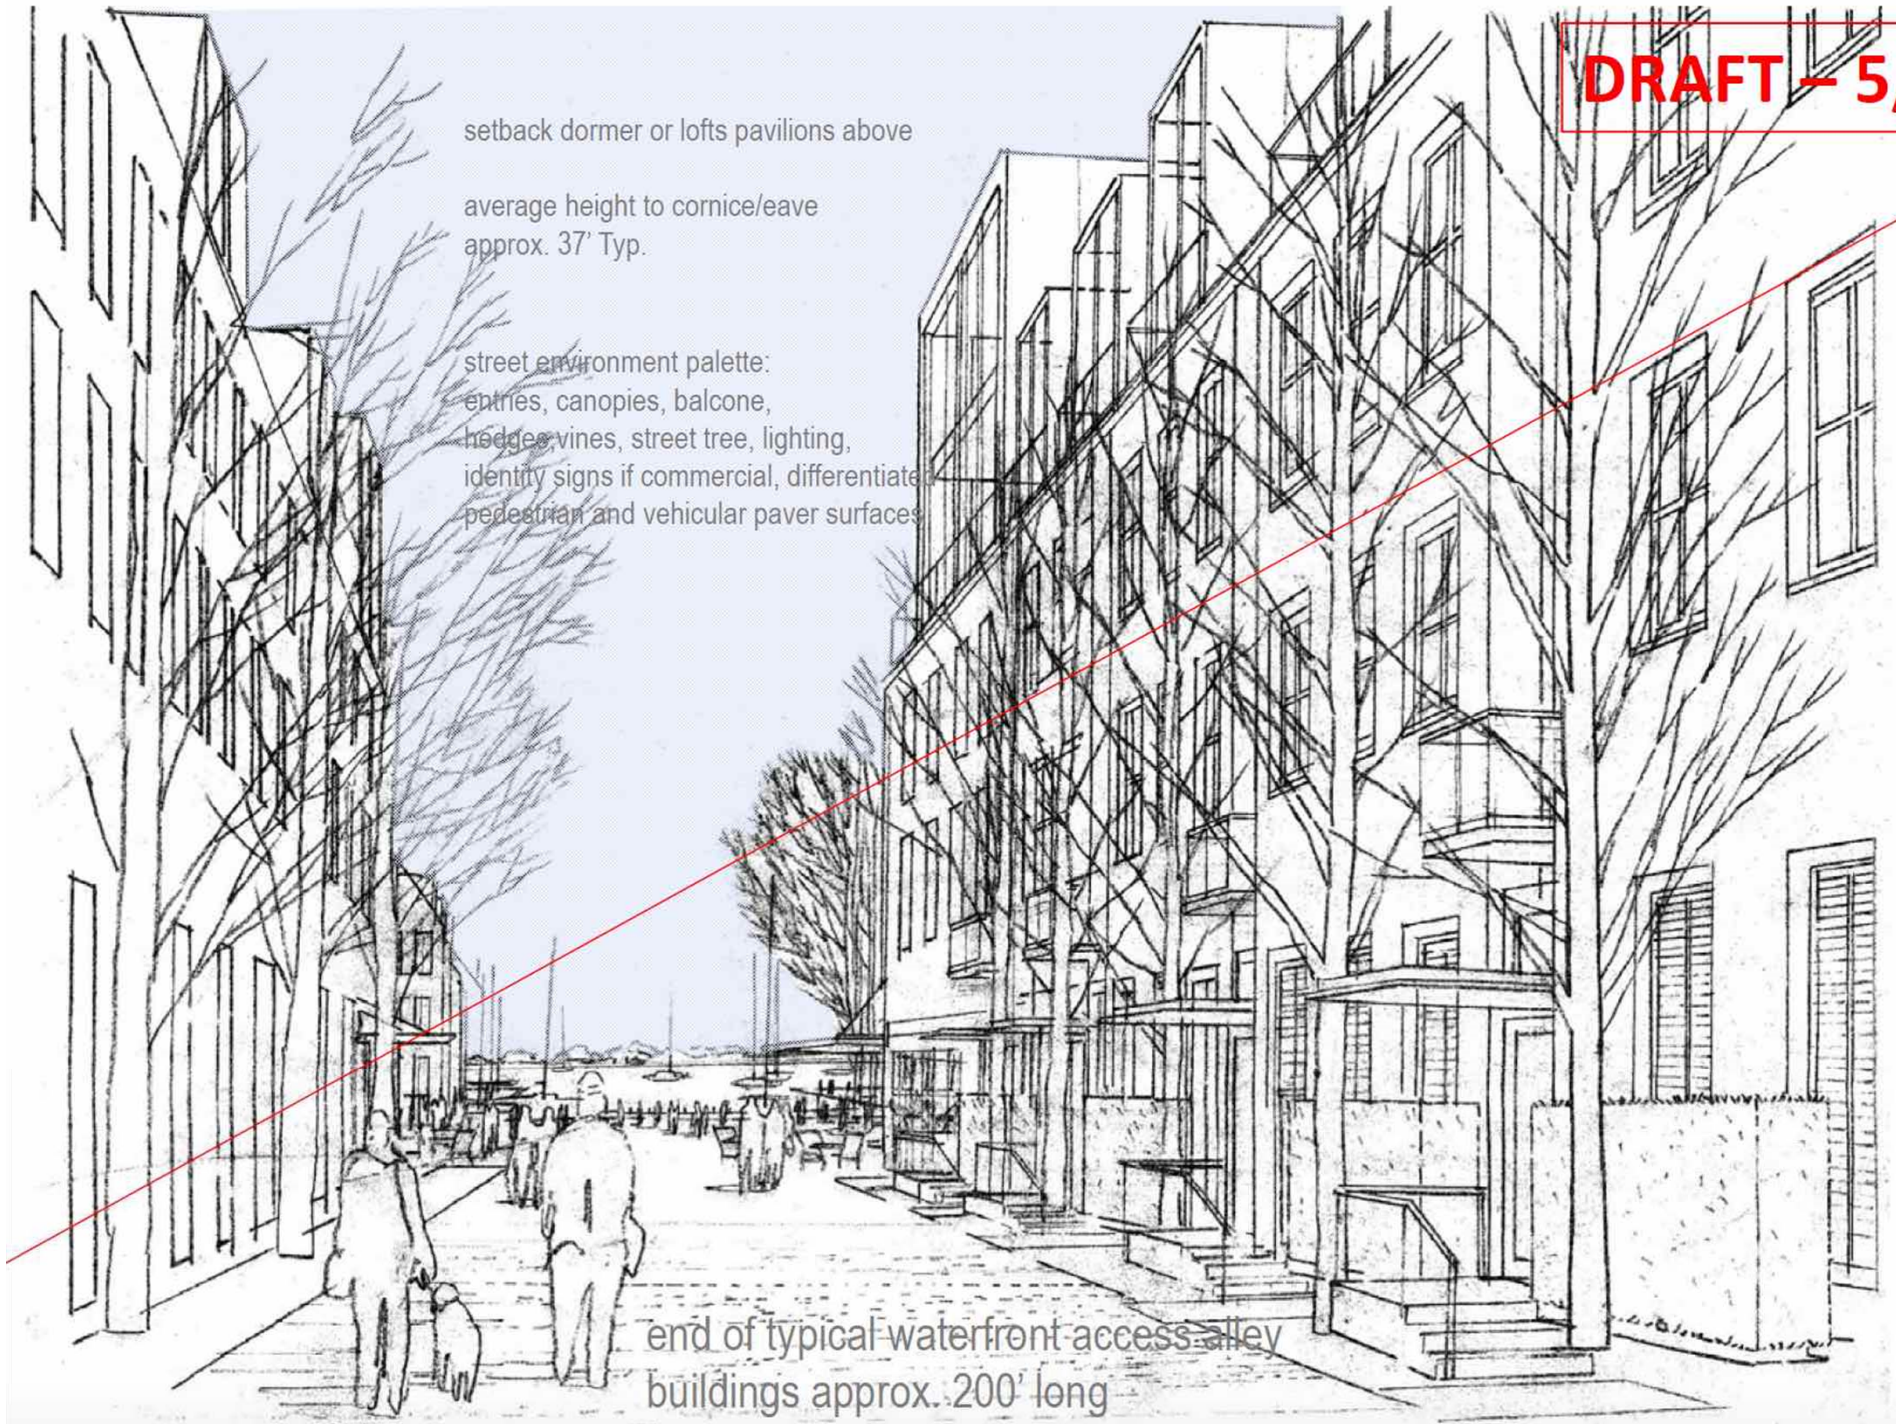 DRAFT – 5/
setback dormer or lofts pavilions above
average height to cornice/eave
approx. 37' Typ.
street environment palette:
entries, canopies, balcone,
hedges,vines, street tree, lighting,
identity signs if commercial, differentiated
pedestrian and vehicular paver surfaces
end of typical waterfront access alley
buildings approx. 200' long